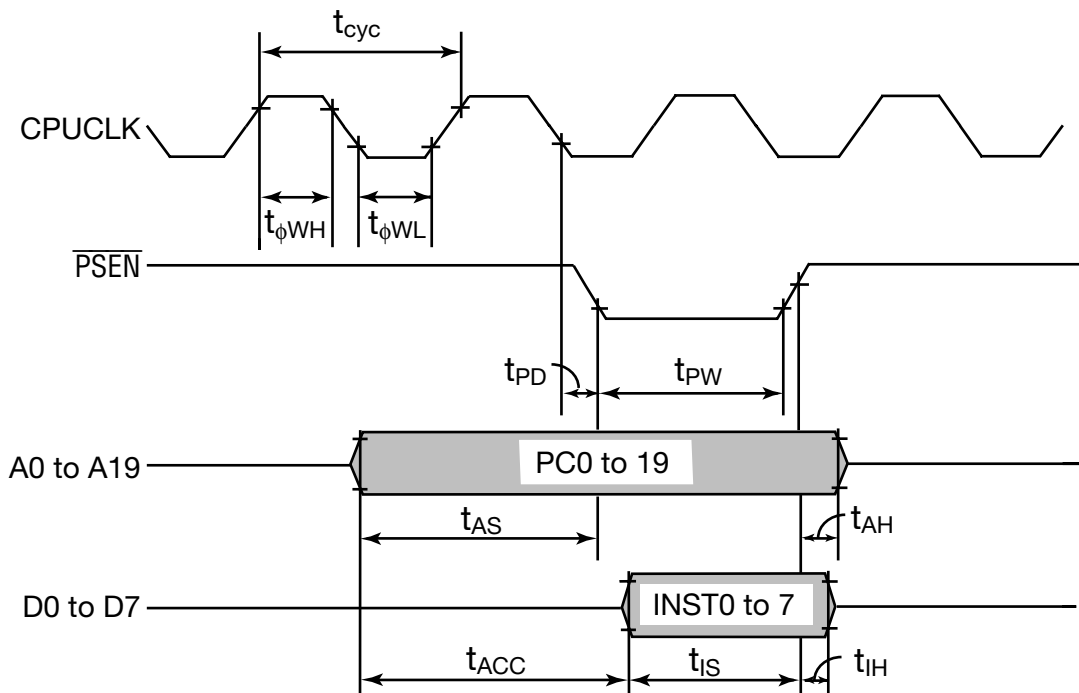 tcyc
CPUCLK
tϕWH
tϕWL
PSEN
tPD
tPW
A0 to A19
PC0 to 19
tAS
tAH
D0 to D7
INST0 to 7
tACC
tIS
tIH